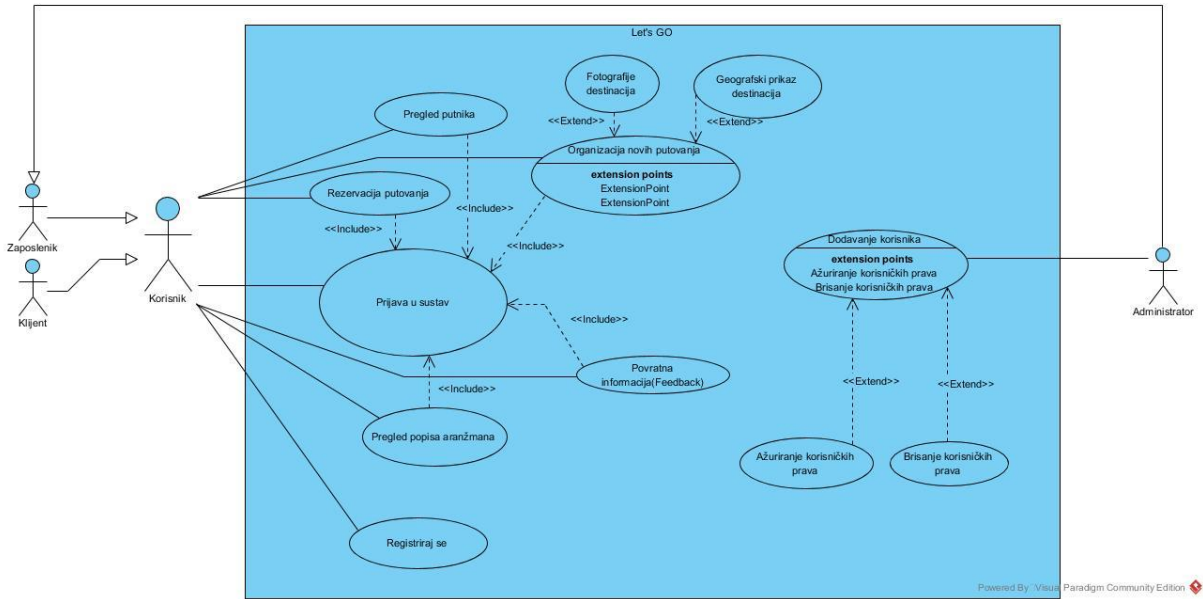 Let's GO
Fotografije
destinacija
Geografski prikaz
destinacija
<<Extend>>
<<Extend>>
Pregled putnika
Organizacija novih putovanja
extension points
ExtensionPoint
ExtensionPoint
Rezervacija putovanja
<<Include>>
<<Include>>
<<Include>>
Zaposlenik
Korisnik
Klijent
Prijava u sustav
Dodavanje korisnika
extension points
Ažuriranje korisničkih prava
Brisanje korisničkih prava
Administrator
<<Include>>
Povratna
informacija(Feedback)
<<Include>>
<<Extend>>
<<Extend>>
Pregled popisa aranžmana
Ažuriranje korisničkih
prava
Brisanje korisničkih
prava
Registriraj se
Powered By Visual Paradigm Community Edition